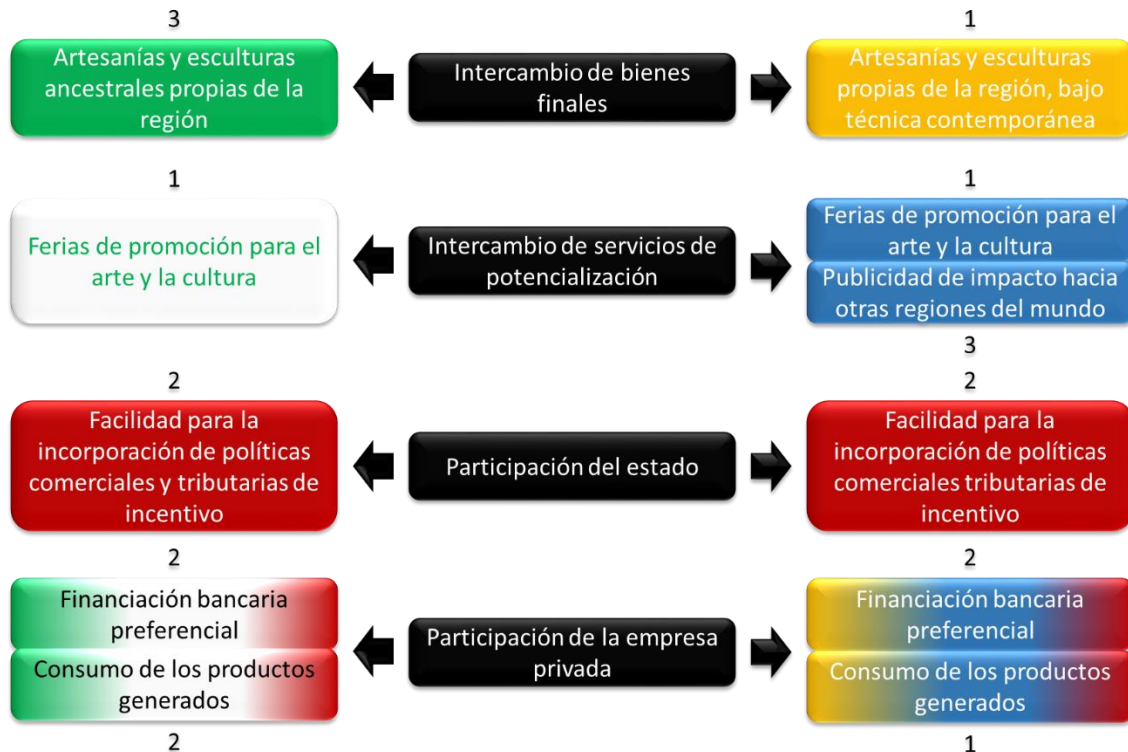 3
Artesanías y esculturas
ancestrales propias de la
región
Intercambio de bienes
finales
1
Artesanías y esculturas
propias de la región, bajo
técnica contemporánea
1
Ferias de promoción para el
arte y la cultura
Intercambio de servicios de
potencialización
1
Ferias de promoción para el
arte y la cultura
Publicidad de impacto hacia
otras regiones del mundo
3
2
Facilidad para la
incorporación de políticas
comerciales y tributarias de
incentivo
Participación del estado
2
Facilidad para la
incorporación de políticas
comerciales tributarias de
incentivo
2
Financiación bancaria
preferencial
Consumo de los productos
generados
2
Participación de la empresa
privada
2
Financiación bancaria
preferencial
Consumo de los productos
generados
1